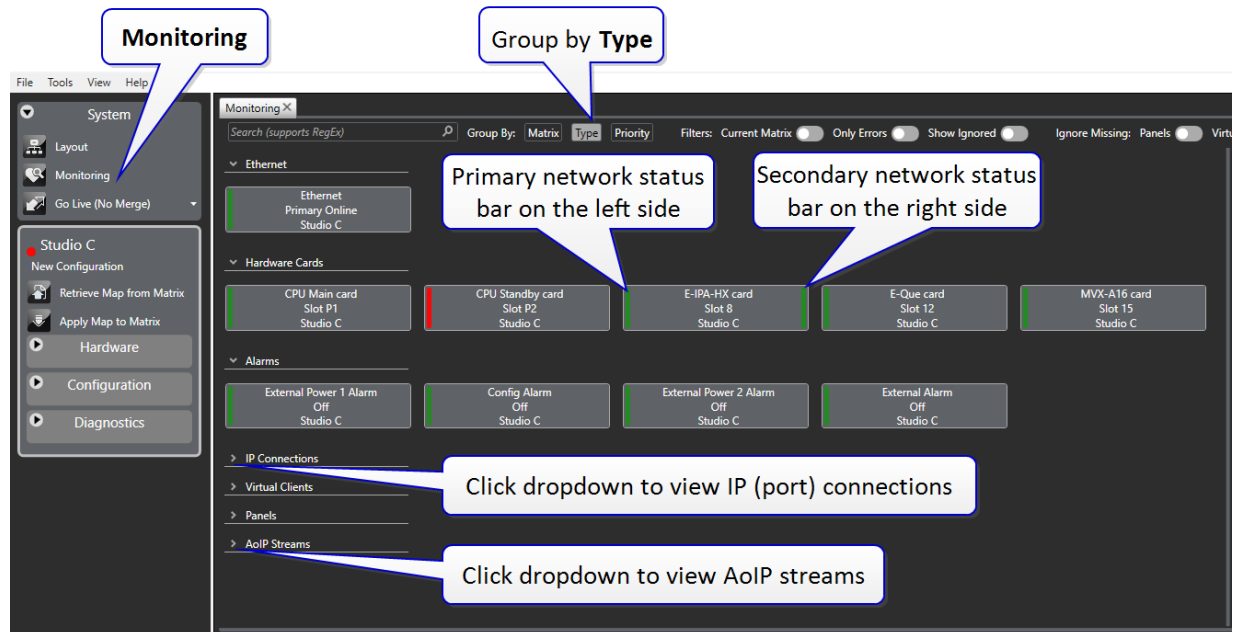 Monitoring
Group by Type
File Tools View Help
System
Layout
Monitoring
Go Live (No Merge)
Studio C
New Configuration
Retrieve Map from Matrix
Apply Map to Matrix
Hardware
Configuration
Diagnostics
Monitoring
Search (supports RegEx)
Group By: Matrix Type Priority Filters: Current Matrix Only Errors Show Ignored Ignore Missing: Panels Virtu
Primary network status
bar on the left side
Secondary network status
bar on the right side
Ethernet
Ethernet
Primary Online
Studio C
Hardware Cards
CPU Main card
Slot P1
Studio C
CPU Standby card
Slot P2
Studio C
E-IPA-HX card
Slot 8
Studio C
E-Que card
Slot 12
Studio C
MVX-A16 card
Slot 15
Studio C
Alarms
External Power 1 Alarm
Off
Studio C
Config Alarm
Off
Studio C
External Power 2 Alarm
Off
Studio C
External Alarm
Off
Studio C
IP Connections
Click dropdown to view IP (port) connections
Virtual Clients
Panels
AoIP Streams
Click dropdown to view AoIP streams